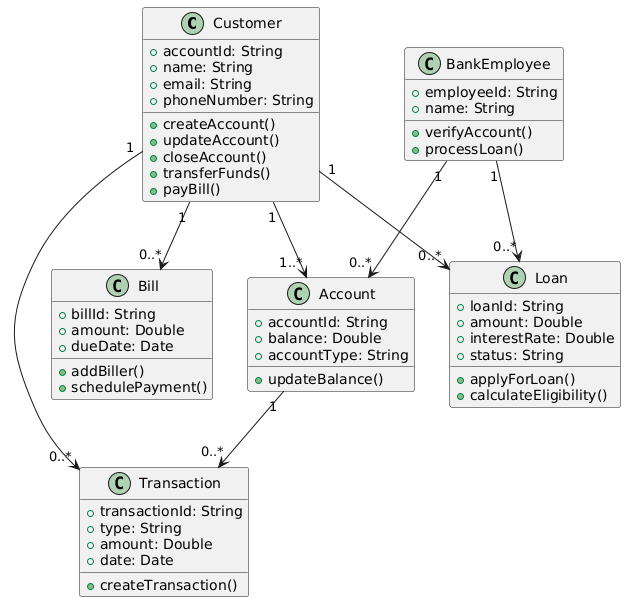 C Customer
accountId: String
name: String
email: String
phoneNumber: String
createAccount()
updateAccount()
closeAccount()
transferFunds()
payBill()
C BankEmployee
employeeId: String
name: String
verifyAccount()
processLoan()
1
1
1
1
1
1
0..*
1..*
0..*
0..*
0..*
C Bill
billId: String
amount: Double
dueDate: Date
addBiller()
schedulePayment()
C Account
accountId: String
balance: Double
accountType: String
updateBalance()
C Loan
loanId: String
amount: Double
interestRate: Double
status: String
applyForLoan()
calculateEligibility()
1
0..*
0..*
C Transaction
transactionId: String
type: String
amount: Double
date: Date
createTransaction()